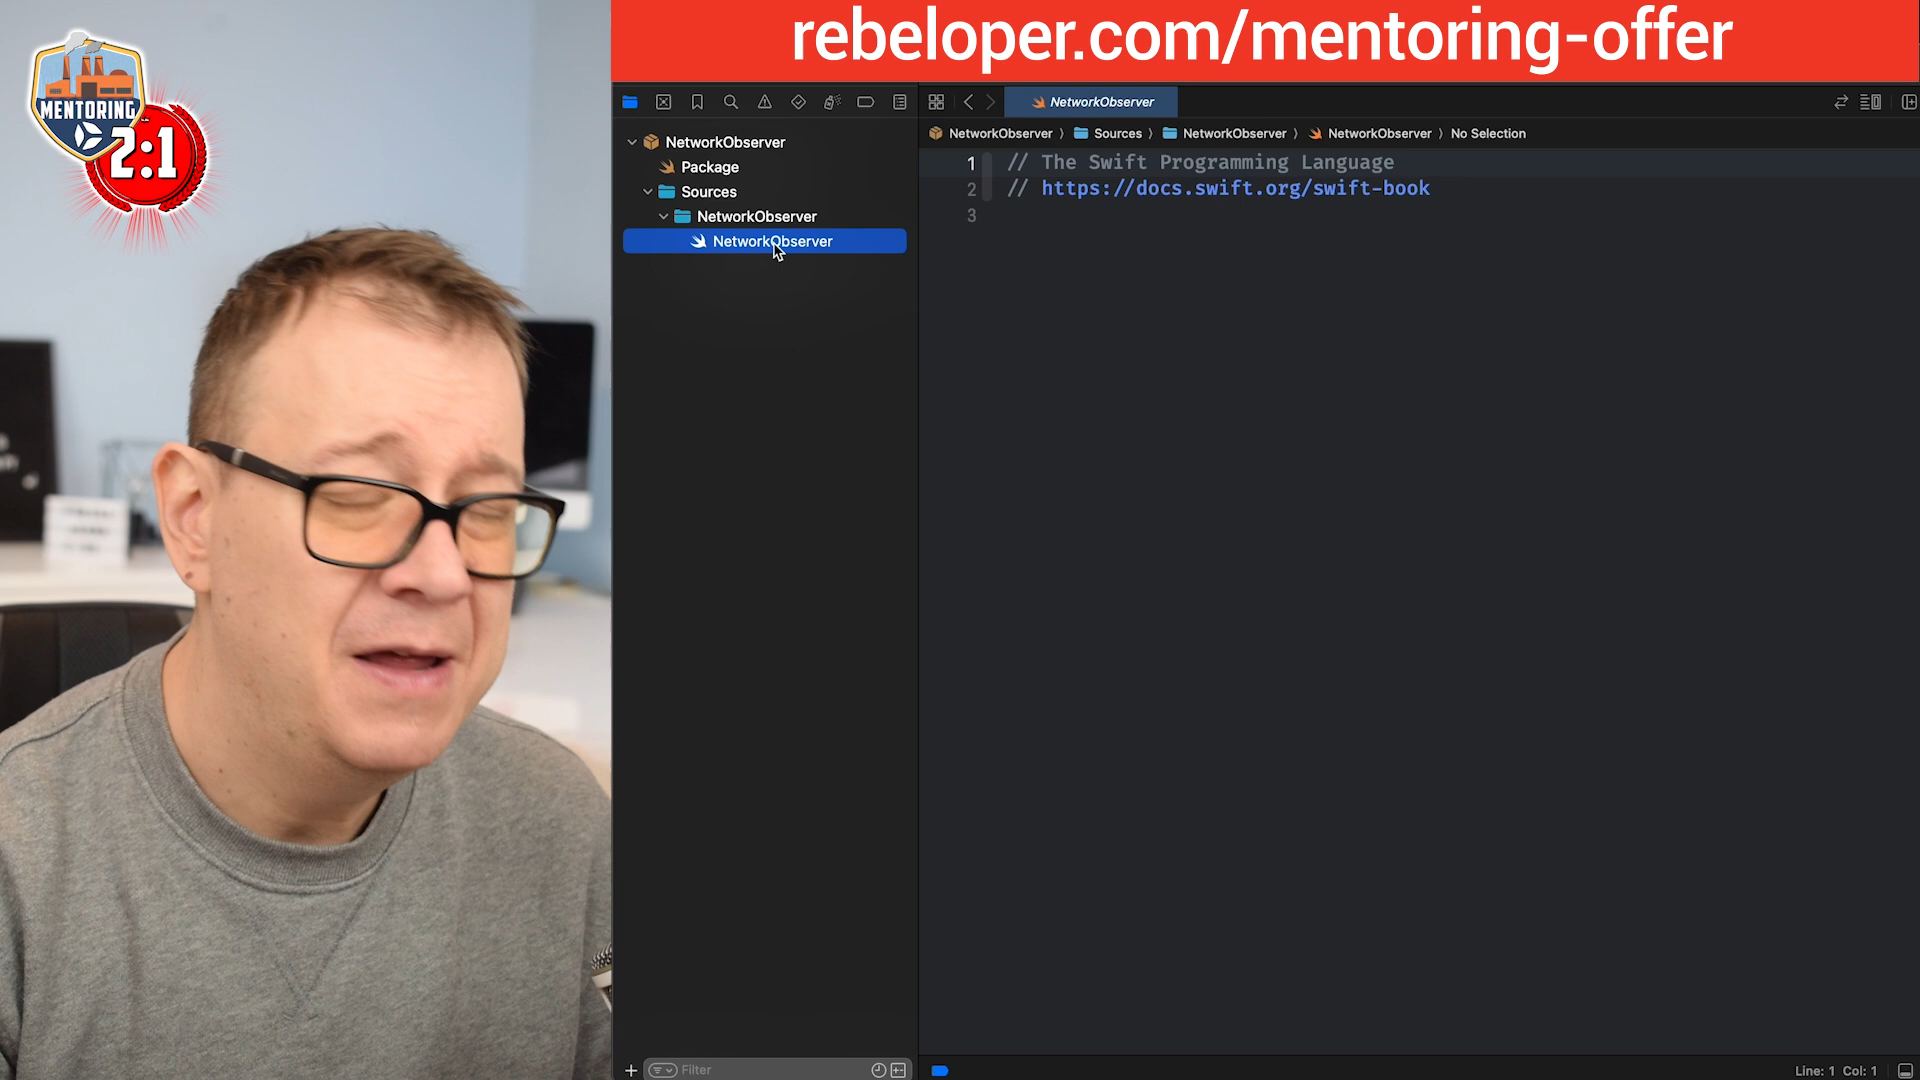 rebeloper.com/mentoring-offer
MENTORING
2:1
NetworkObserver
Package
Sources
NetworkObserver
NetworkObserver
Filter
NetworkObserver
NetworkObserver
Sources
NetworkObserver
NetworkObserver
No Selection
1 // The Swift Programming Language
2 // https://docs.swift.org/swift-book
3
Line: 1 Col: 1